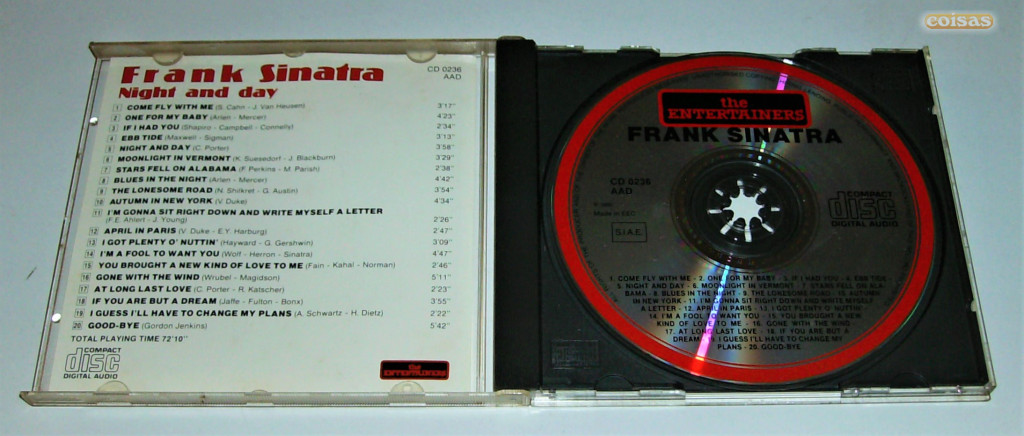 coisas
Frank Sinatra
Night and day
CD 0236
AAD
1 COME FLY WITH ME (S. Cahn - J. Van Heusen) 3'17"
2 ONE FOR MY BABY (Arlen - Mercer) 4'23"
3 IF I HAD YOU (Shapiro - Campbell - Connelly) 2'34"
4 EBB TIDE (Maxwell - Sigman) 3'13"
5 NIGHT AND DAY (C. Porter) 3'58"
6 MOONLIGHT IN VERMONT (K. Suesedorf - J. Blackburn) 3'29"
7 STARS FELL ON ALABAMA (F. Perkins - M. Parish) 2'38"
8 BLUES IN THE NIGHT (Arlen - Mercer) 4'42"
9 THE LONESOME ROAD (N. Shilkret - G. Austin) 3'54"
10 AUTUMN IN NEW YORK (V. Duke) 4'34"
11 I'M GONNA SIT RIGHT DOWN AND WRITE MYSELF A LETTER
(F.E. Ahlert - J. Young) 2'26"
12 APRIL IN PARIS (V. Duke - E.Y. Harburg) 2'47"
13 I GOT PLENTY O' NUTTIN' (Hayward - G. Gershwin) 3'09"
14 I'M A FOOL TO WANT YOU (Wolf - Herron - Sinatra) 4'47"
15 YOU BROUGHT A NEW KIND OF LOVE TO ME (Fain - Kahal - Norman) 2'46"
16 GONE WITH THE WIND (Wrubel - Magidson) 5'11"
17 AT LONG LAST LOVE (C. Porter - R. Katscher) 2'23"
18 IF YOU ARE BUT A DREAM (Jaffe - Fulton - Bonx) 3'55"
19 I GUESS I'LL HAVE TO CHANGE MY PLANS (A. Schwartz - H. Dietz) 2'22"
20 GOOD-BYE (Gordon Jenkins) 5'42"
TOTAL PLAYING TIME 72'10"
COMPACT
disc
DIGITAL AUDIO
the
ENTERTAINERS
the
ENTERTAINERS
FRANK SINATRA
CD 0236
AAD
Made in EEC
S.I.A.E.
COMPACT
disc
DIGITAL AUDIO
1. COME FLY WITH ME - 2. ONE FOR MY BABY - 3. IF I HAD YOU - 4. EBB TIDE -
5. NIGHT AND DAY - 6. MOONLIGHT IN VERMONT - 7. STARS FELL ON ALA-
BAMA - 8. BLUES IN THE NIGHT - 9. THE LONESOME ROAD - 10. AUTUMN
IN NEW YORK - 11. I'M GONNA SIT RIGHT DOWN AND WRITE MYSELF
A LETTER - 12. APRIL IN PARIS - 13. I GOT PLENTY O' NUTTIN' -
14. I'M A FOOL TO WANT YOU - 15. YOU BROUGHT A NEW
KIND OF LOVE TO ME - 16. GONE WITH THE WIND -
17. AT LONG LAST LOVE - 18. IF YOU ARE BUT A
DREAM - 19. I GUESS I'LL HAVE TO CHANGE MY
PLANS - 20. GOOD-BYE